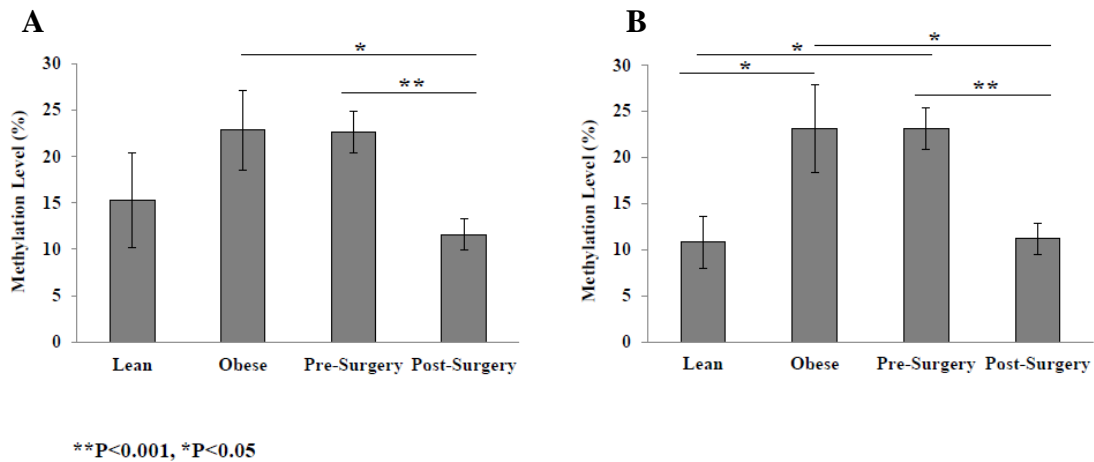 A
B
*
**
*
*
*
**
Methylation Level (%)
30
25
20
15
10
5
0
Lean Obese Pre-Surgery Post-Surgery
Methylation Level (%)
30
25
20
15
10
5
0
Lean Obese Pre-Surgery Post-Surgery
**P<0.001, *P<0.05